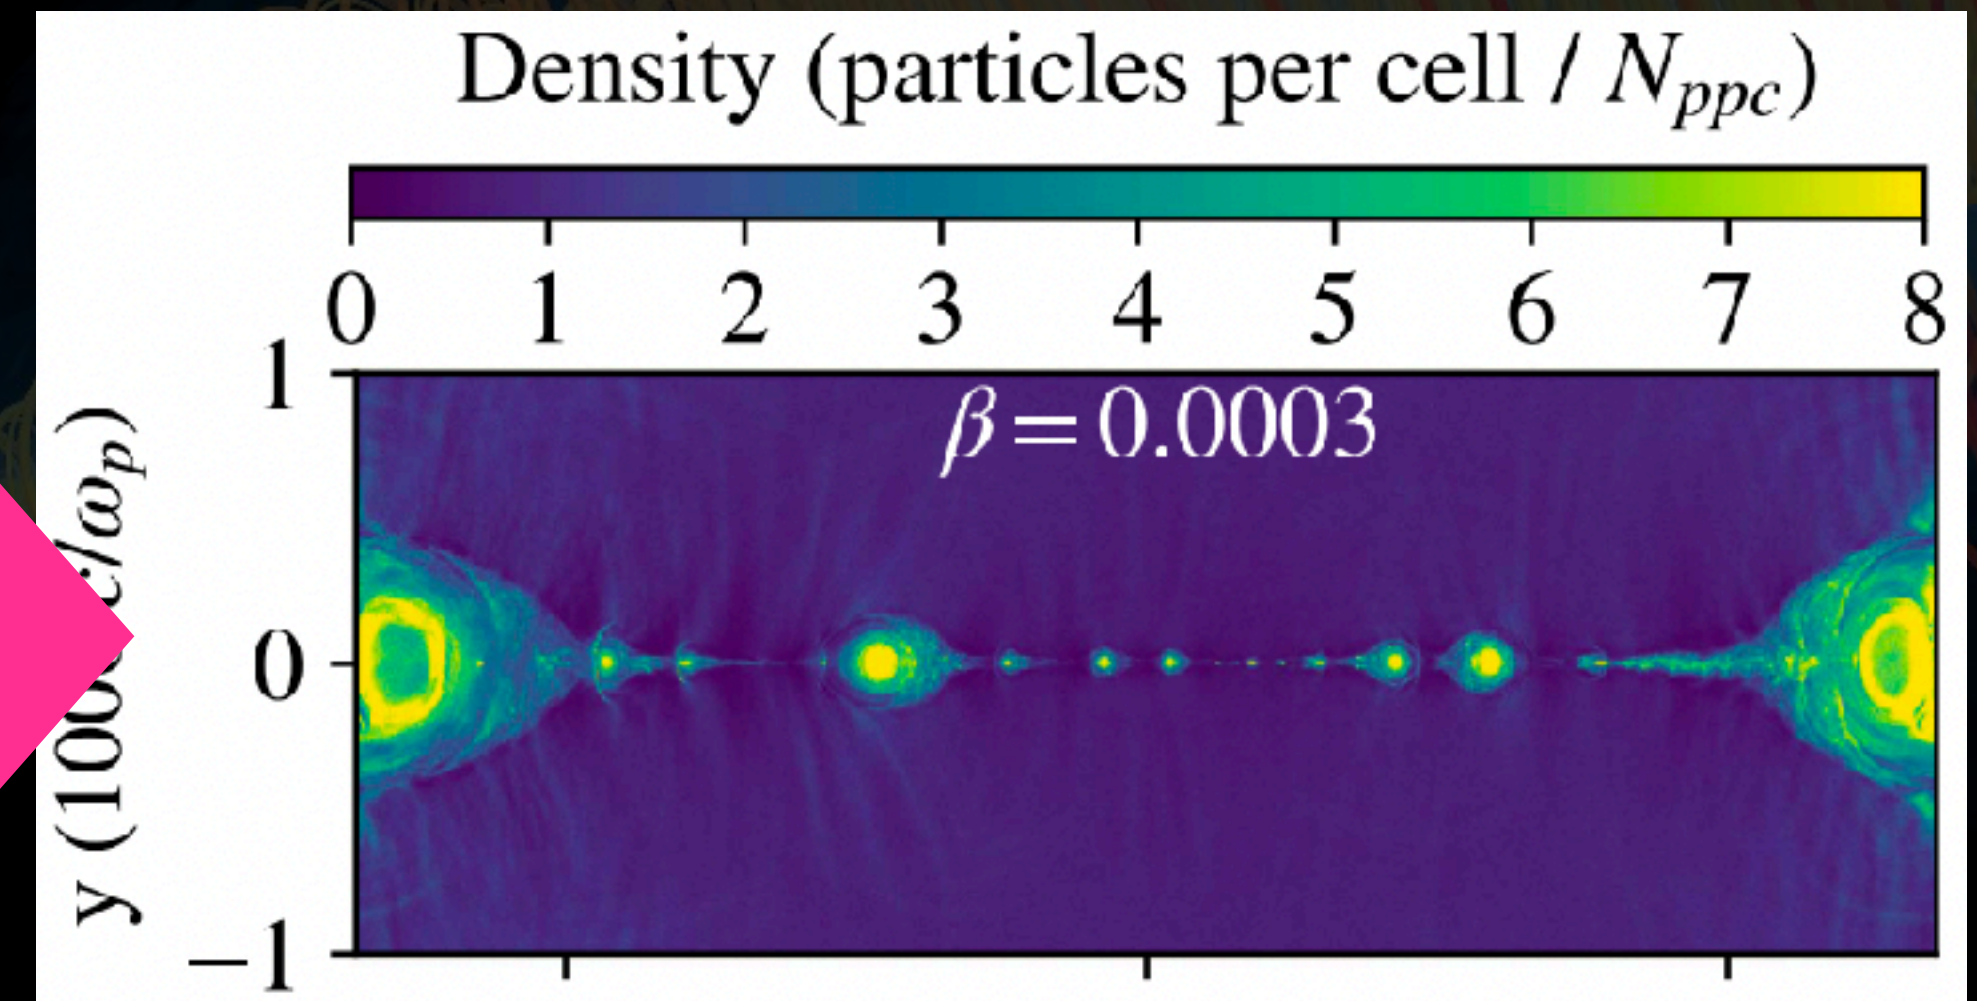 Density (particles per cell / N_ppc)
0 1 2 3 4 5 6 7 8
β = 0.0003
1
0
−1
y (100 c/ω_p)